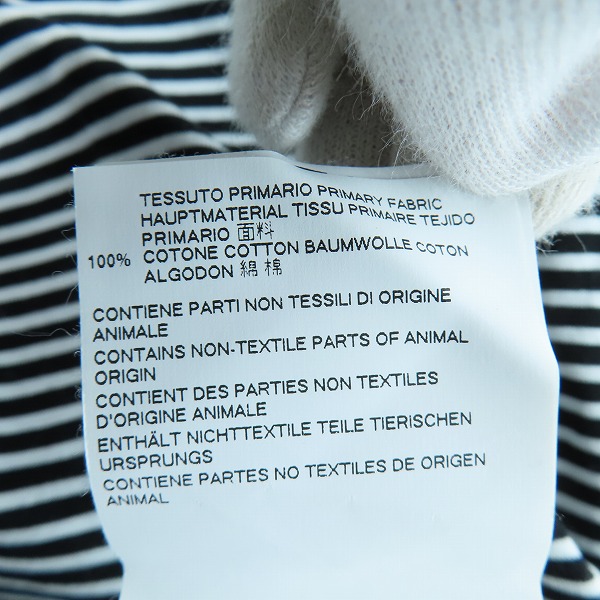 TESSUTO PRIMARIO PRIMARY FABRIC
HAUPTMATERIAL TISSU PRIMAIRE TEJIDO
PRIMARIO 面料
100% COTONE COTTON BAUMWOLLE COTON
ALGODON 綿 棉
CONTIENE PARTI NON TESSILI DI ORIGINE
ANIMALE
CONTAINS NON-TEXTILE PARTS OF ANIMAL
ORIGIN
CONTIENT DES PARTIES NON TEXTILES
D'ORIGINE ANIMALE
ENTHÄLT NICHTTEXTILE TEILE TIERISCHEN
URSPRUNGS
CONTIENE PARTES NO TEXTILES DE ORIGEN
ANIMAL